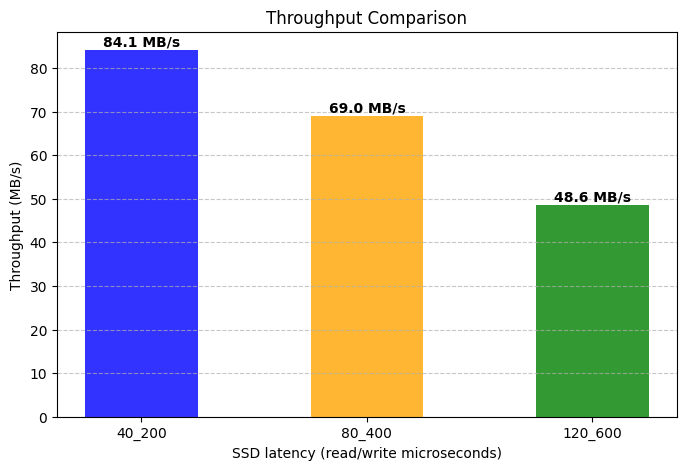 Throughput Comparison
84.1 MB/s
69.0 MB/s
48.6 MB/s
Throughput (MB/s)
80
70
60
50
40
30
20
10
0
40_200
80_400
120_600
SSD latency (read/write microseconds)